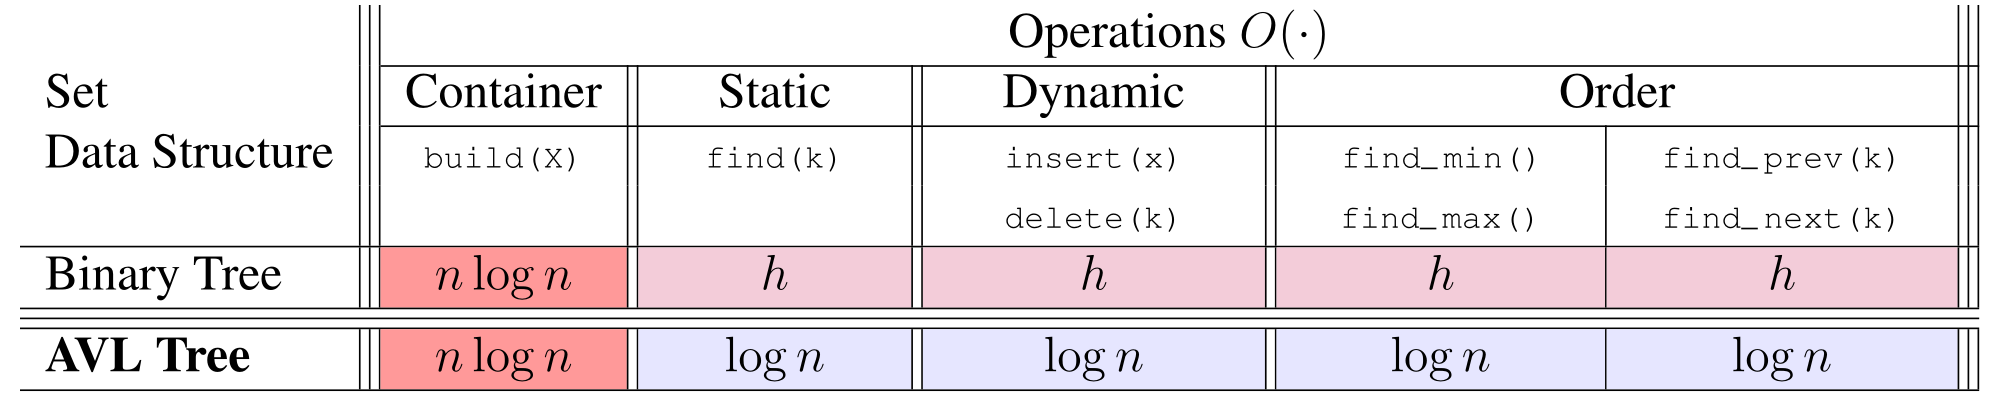 Operations O(·)
Set Container Static Dynamic Order
Data Structure build(X) find(k) insert(x) find_min() find_prev(k)
delete(k) find_max() find_next(k)
Binary Tree n log n h h h h
AVL Tree n log n log n log n log n log n